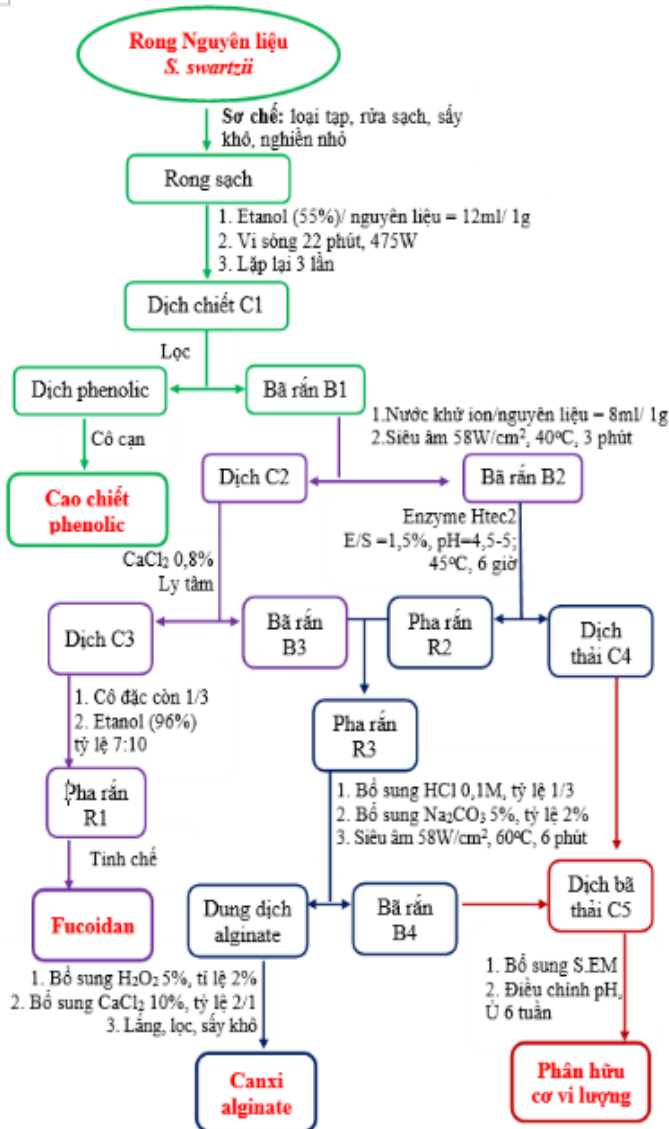 Rong Nguyên liệu
S. swartzii
Sơ chế: loại tạp, rửa sạch, sấy
khô, nghiền nhỏ
Rong sạch
1. Etanol (55%)/ nguyên liệu = 12ml/ 1g
2. Vi sóng 22 phút, 475W
3. Lặp lại 3 lần
Dịch chiết C1
Lọc
Dịch phenolic
Bã rắn B1
1.Nước khử ion/nguyên liệu = 8ml/ 1g
2.Siêu âm 58W/cm², 40ºC, 3 phút
Cô cạn
Cao chiết
phenolic
Dịch C2
Bã rắn B2
Enzyme Htec2
E/S =1,5%, pH=4,5-5;
45ºC, 6 giờ
CaCl₂ 0,8%
Ly tâm
Dịch C3
Bã rắn
B3
Pha rắn
R2
Dịch
thải C4
1. Cô đặc còn 1/3
2. Etanol (96%)
tỷ lệ 7:10
Pha rắn
R3
Pha rắn
R1
1. Bổ sung HCl 0,1M, tỷ lệ 1/3
2. Bổ sung Na₂CO₃ 5%, tỷ lệ 2%
3. Siêu âm 58W/cm², 60ºC, 6 phút
Tinh chế
Fucoidan
Dung dịch
alginate
Bã rắn
B4
Dịch bã
thải C5
1. Bổ sung H₂O₂ 5%, tỉ lệ 2%
2. Bổ sung CaCl₂ 10%, tỷ lệ 2/1
3. Lắng, lọc, sấy khô
1. Bổ sung S.EM
2. Điều chỉnh pH,
Ủ 6 tuần
Canxi
alginate
Phân hữu
cơ vi lượng